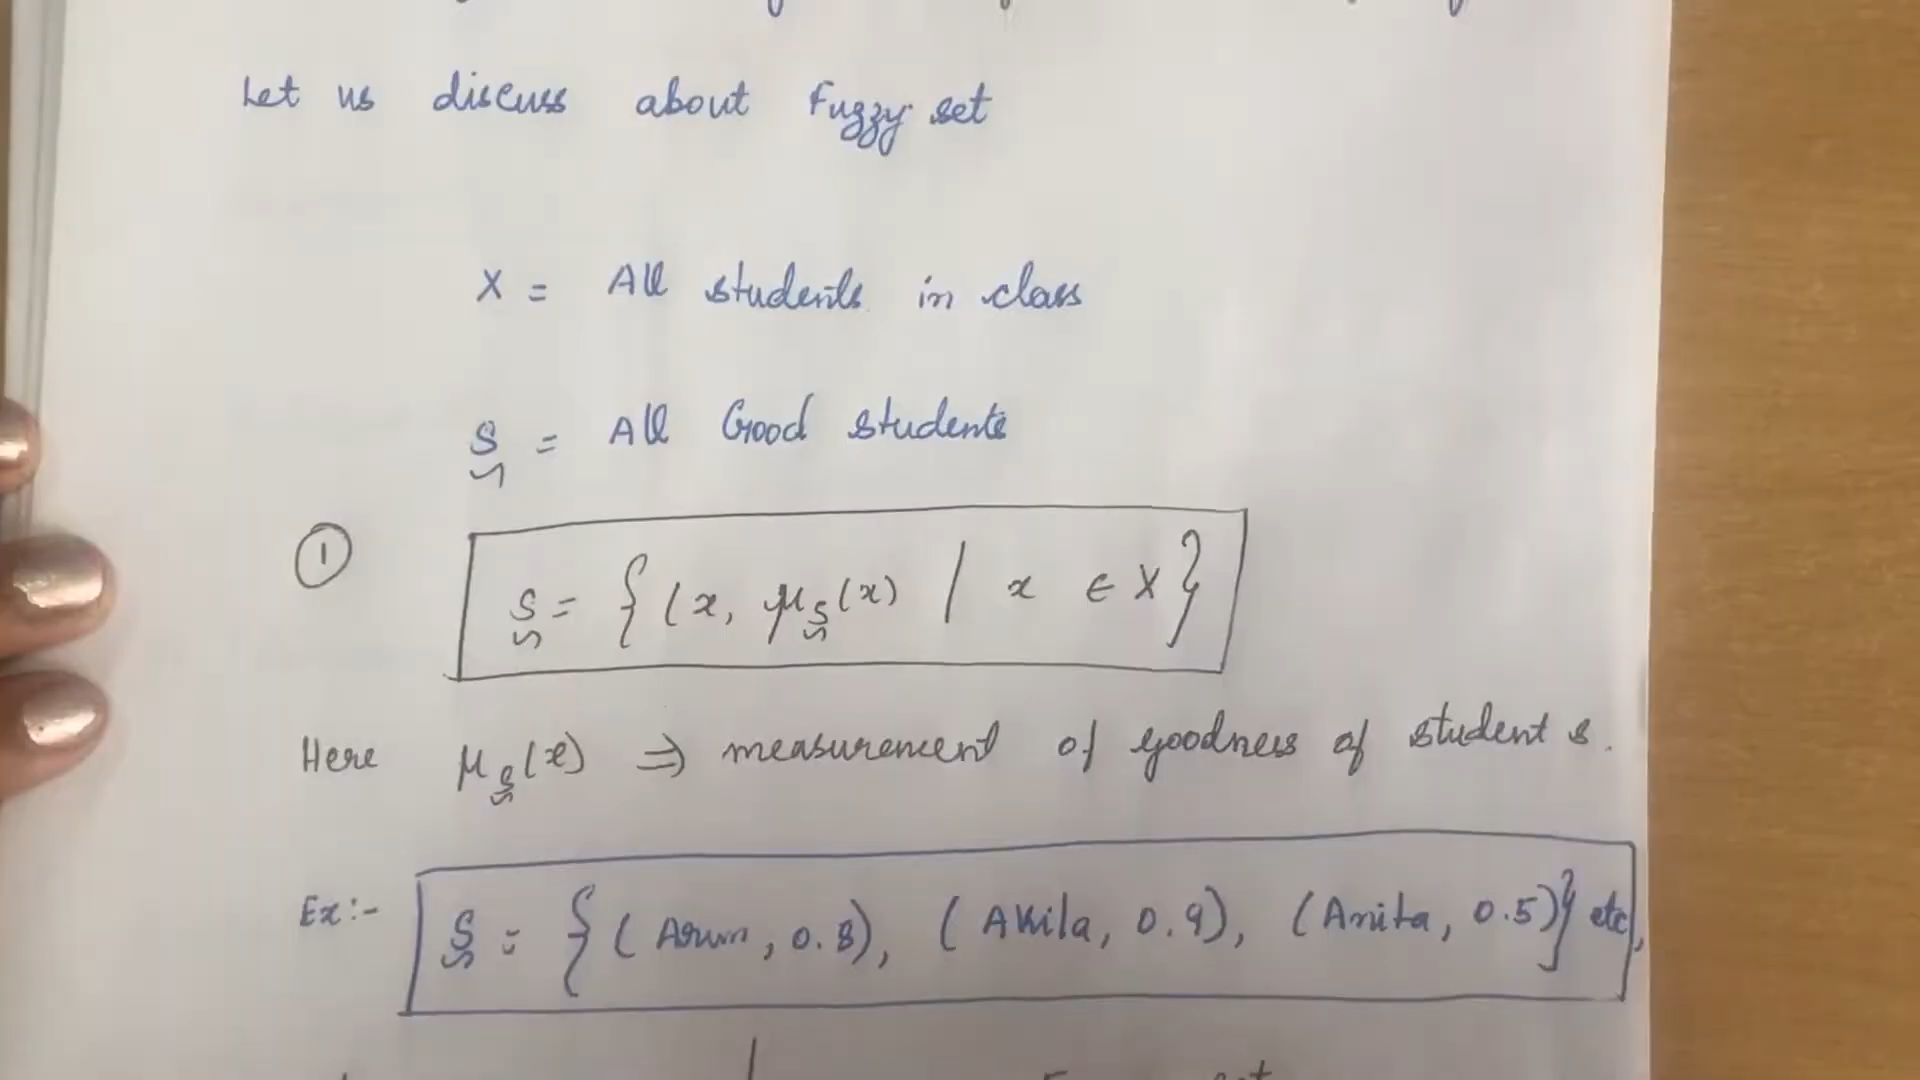 Let us discuss about Fuzzy set
X = All students in class
S̰ = All Good students
① S̰ = { (x, μS̰(x) / x ∈ X }
Here μS̰(x) ⇒ measurement of goodness of student s.
Ex:- S̰ = { (Arun, 0.8), (Akila, 0.9), (Anita, 0.5)} etc,